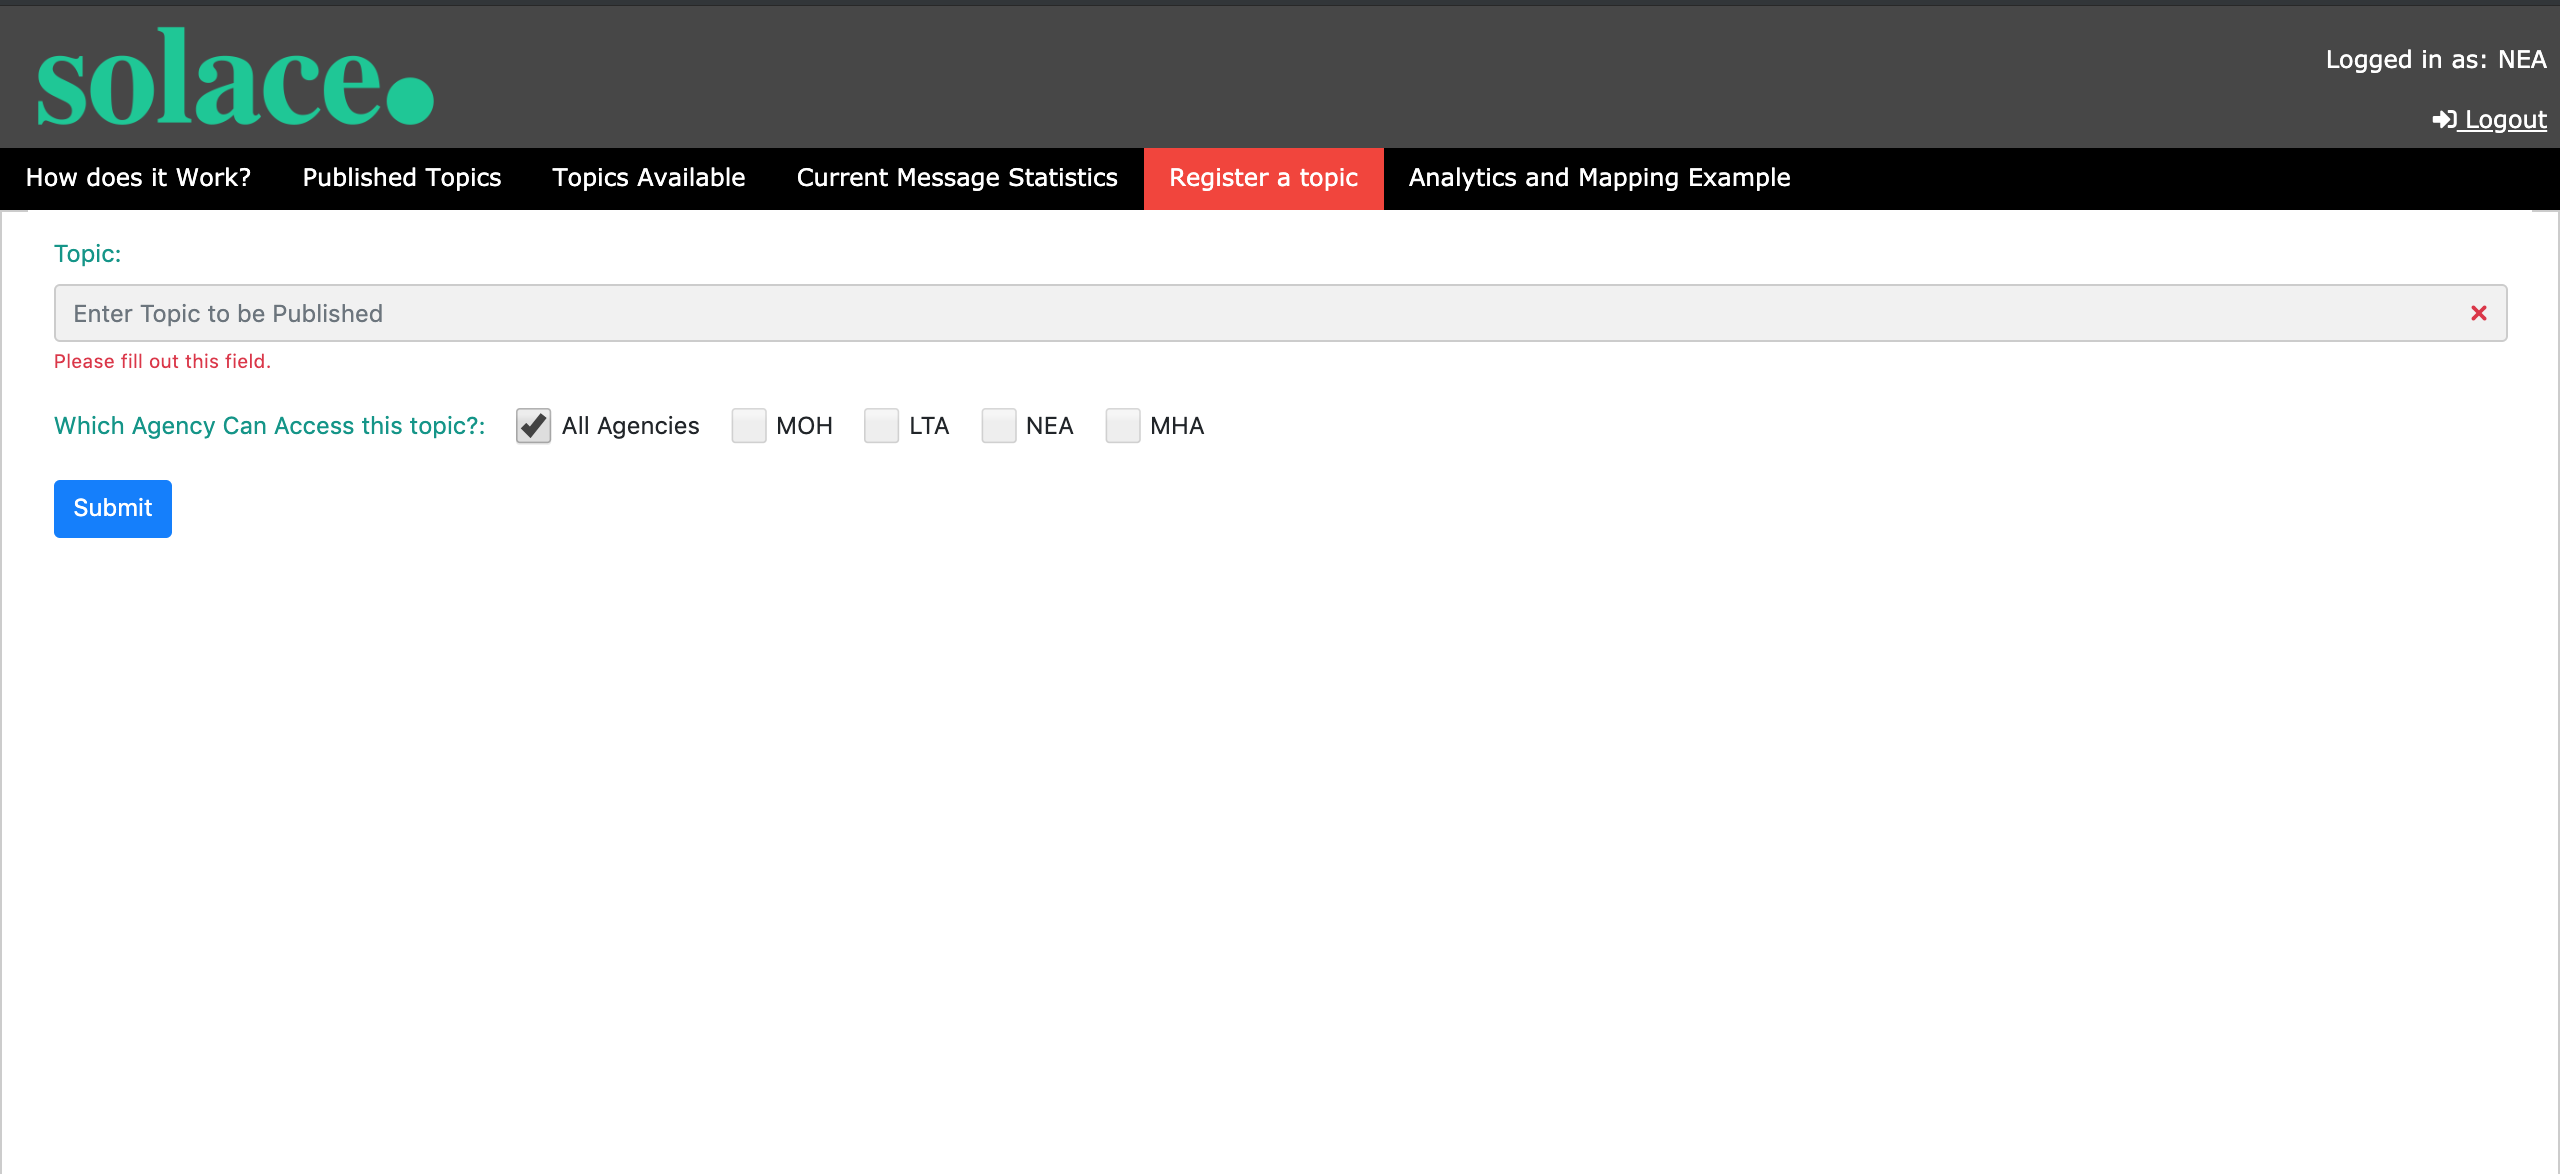 solace.
Logged in as: NEA
Logout
How does it Work? Published Topics Topics Available Current Message Statistics Register a topic Analytics and Mapping Example
Topic:
Enter Topic to be Published
Please fill out this field.
Which Agency Can Access this topic?: All Agencies MOH LTA NEA MHA
Submit